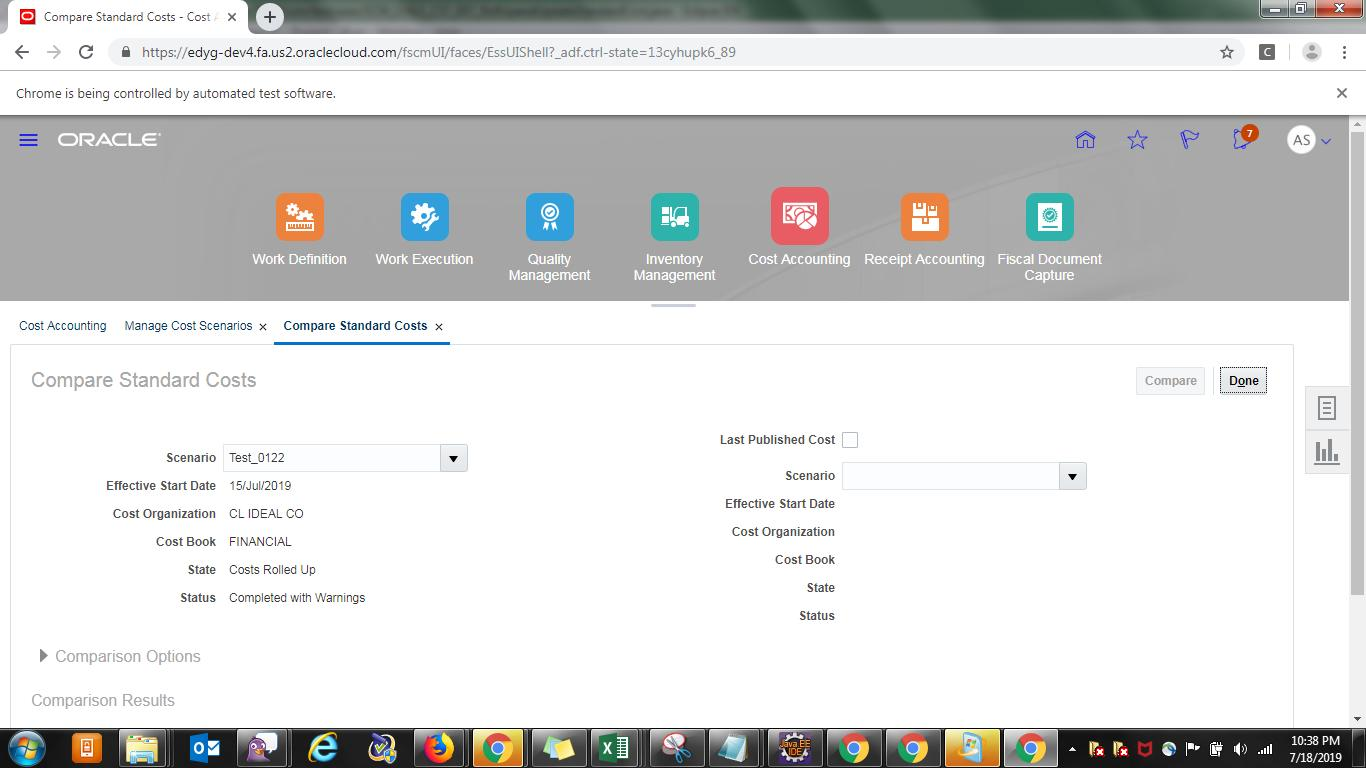 Compare Standard Costs - Cost A
https://edyg-dev4.fa.us2.oraclecloud.com/fscmUI/faces/EssUIShell?_adf.ctrl-state=13cyhupk6_89
C
Chrome is being controlled by automated test software.
ORACLE
7
AS
Work Definition
Work Execution
Quality
Management
Inventory
Management
Cost Accounting
Receipt Accounting
Fiscal Document
Capture
Cost Accounting
Manage Cost Scenarios
Compare Standard Costs
Compare Standard Costs
Compare
Done
Scenario Test_0122
Effective Start Date 15/Jul/2019
Cost Organization CL IDEAL CO
Cost Book FINANCIAL
State Costs Rolled Up
Status Completed with Warnings
Last Published Cost
Scenario
Effective Start Date
Cost Organization
Cost Book
State
Status
Comparison Options
Comparison Results
Java EE
IDE
10:38 PM
7/18/2019